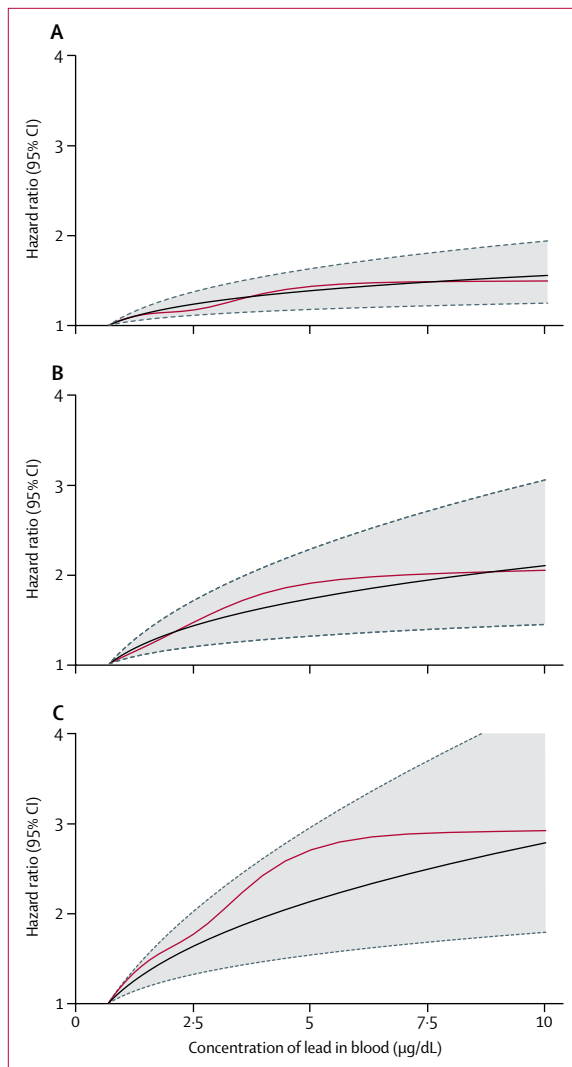 A
4
3
2
1
Hazard ratio (95% CI)
B
4
3
2
1
Hazard ratio (95% CI)
C
4
3
2
1
Hazard ratio (95% CI)
0 2·5 5 7·5 10
Concentration of lead in blood (μg/dL)